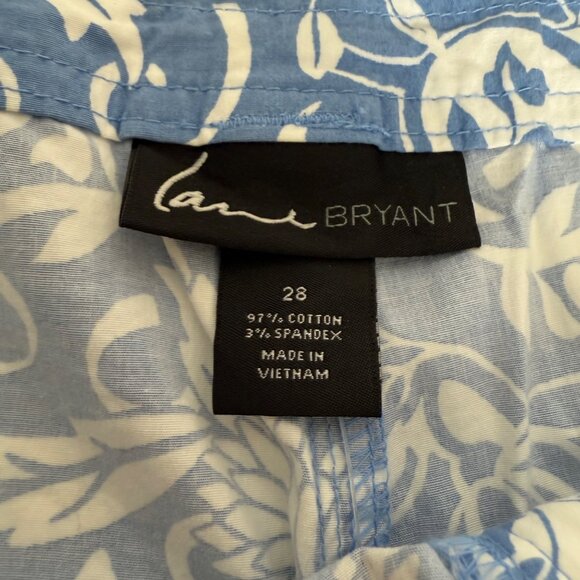 Lane BRYANT
28
97% COTTON
3% SPANDEX
MADE IN
VIETNAM